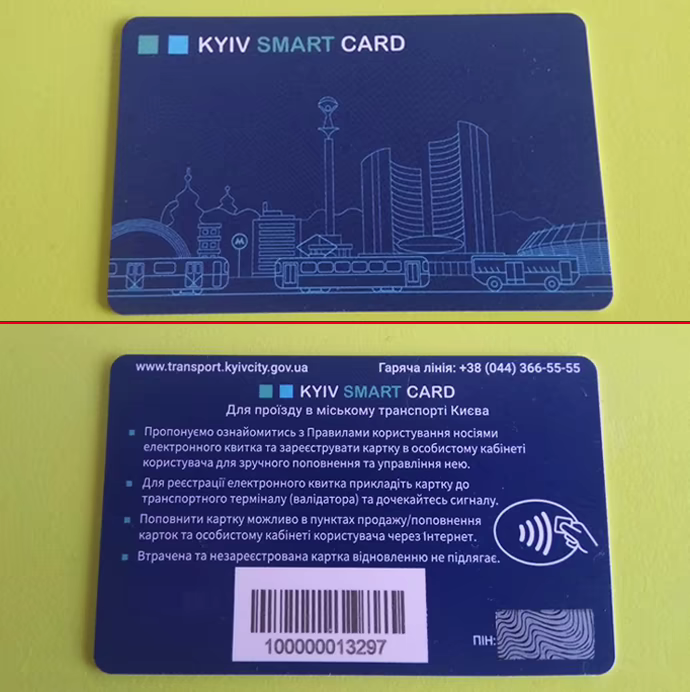 KYIV SMART CARD
M
www.transport.kyivcity.gov.ua Гаряча лінія: +38 (044) 366-55-55
KYIV SMART CARD
Для проїзду в міському транспорті Києва
Пропонуємо ознайомитись з Правилами користування носіями
електронного квитка та зареєструвати картку в особистому кабінеті
користувача для зручного поповнення та управління нею.
Для реєстрації електронного квитка прикладіть картку до
транспортного терміналу (валідатора) та дочекайтесь сигналу.
Поповнити картку можливо в пунктах продажу/поповнення
карток та особистому кабінеті користувача через Інтернет.
Втрачена та незареєстрована картка відновленню не підлягає.
100000013297
ПІН: